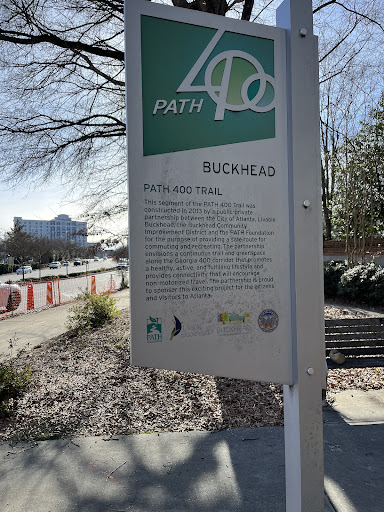 PATH 400
BUCKHEAD
PATH 400 TRAIL
This segment of the PATH 400 Trail was
constructed in 2013 by a public-private
partnership between the City of Atlanta, Livable
Buckhead/the Buckhead Community
Improvement District and the PATH Foundation
for the purpose of providing a safe route for
commuting and recreating. The partnership
envisions a continuous trail and greenspace
along the Georgia 400 corridor that promotes
a healthy, active, and fulfilling lifestyle and
provides connectivity that will encourage
non-motorized travel. The partnership is proud
to sponsor this exciting project for the citizens
and visitors to Atlanta.
PATH
BUCKHEAD